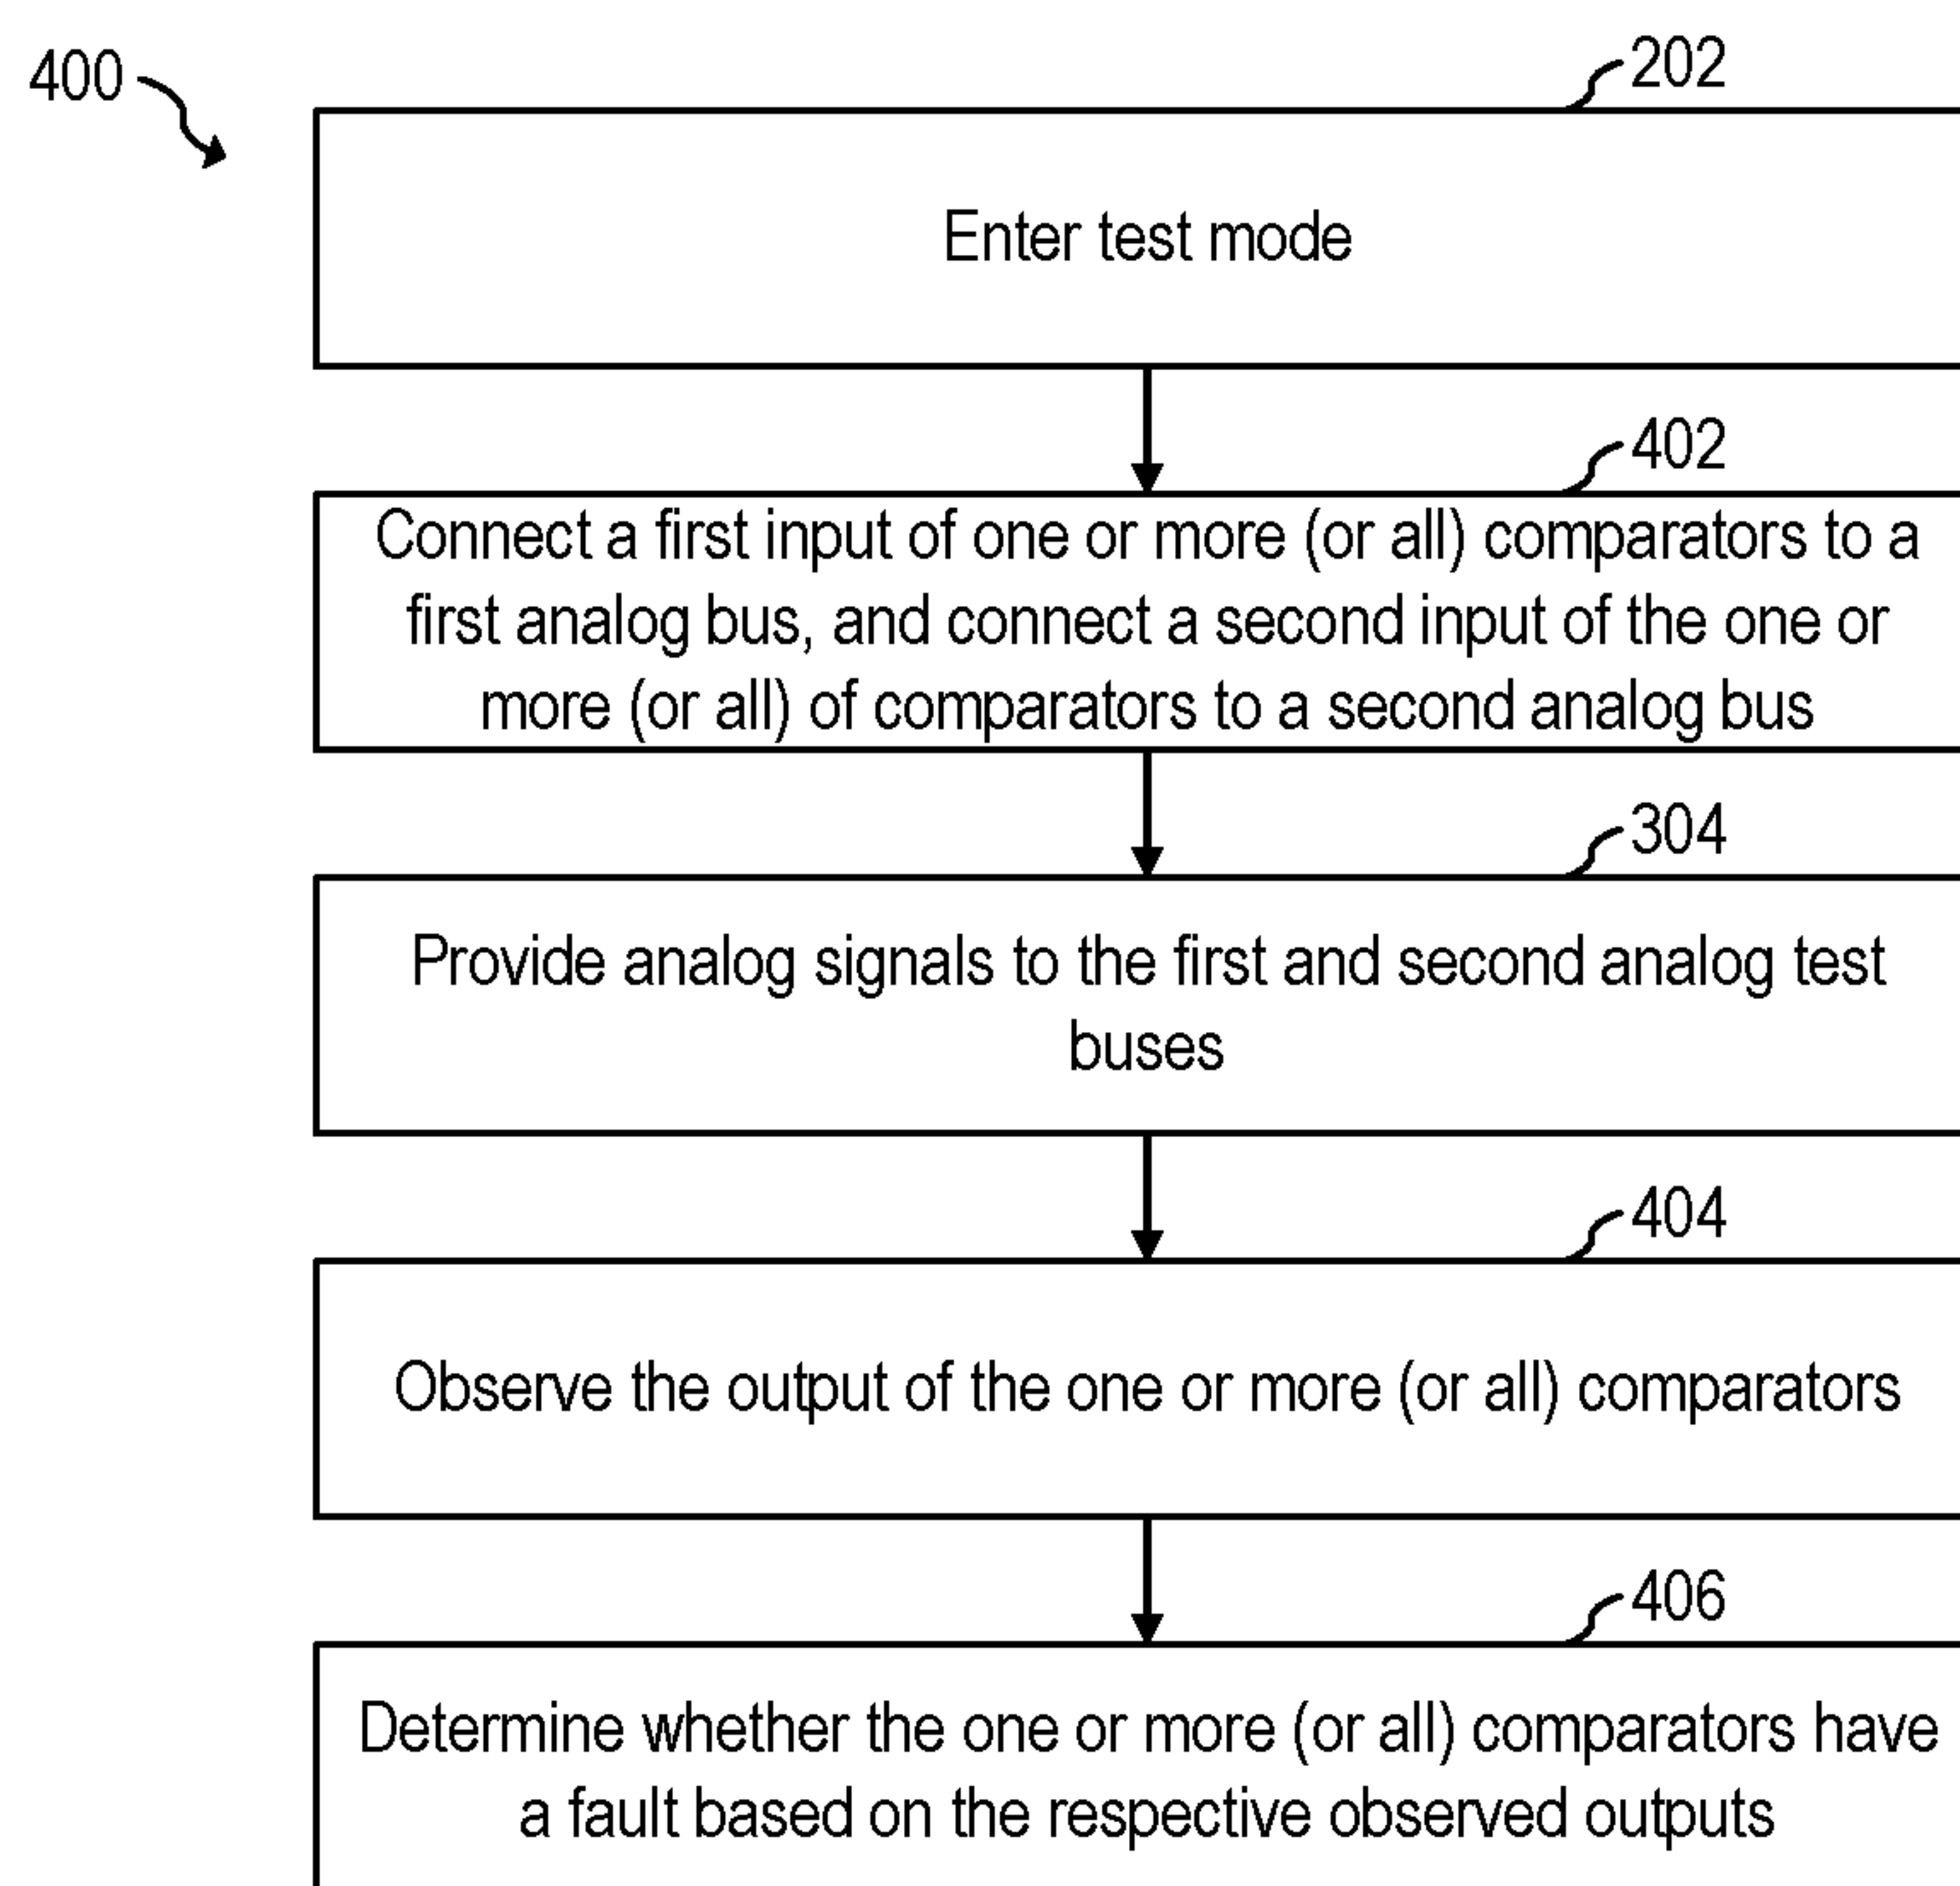 400
202
Enter test mode
402
Connect a first input of one or more (or all) comparators to a
first analog bus, and connect a second input of the one or
more (or all) of comparators to a second analog bus
304
Provide analog signals to the first and second analog test
buses
404
Observe the output of the one or more (or all) comparators
406
Determine whether the one or more (or all) comparators have
a fault based on the respective observed outputs